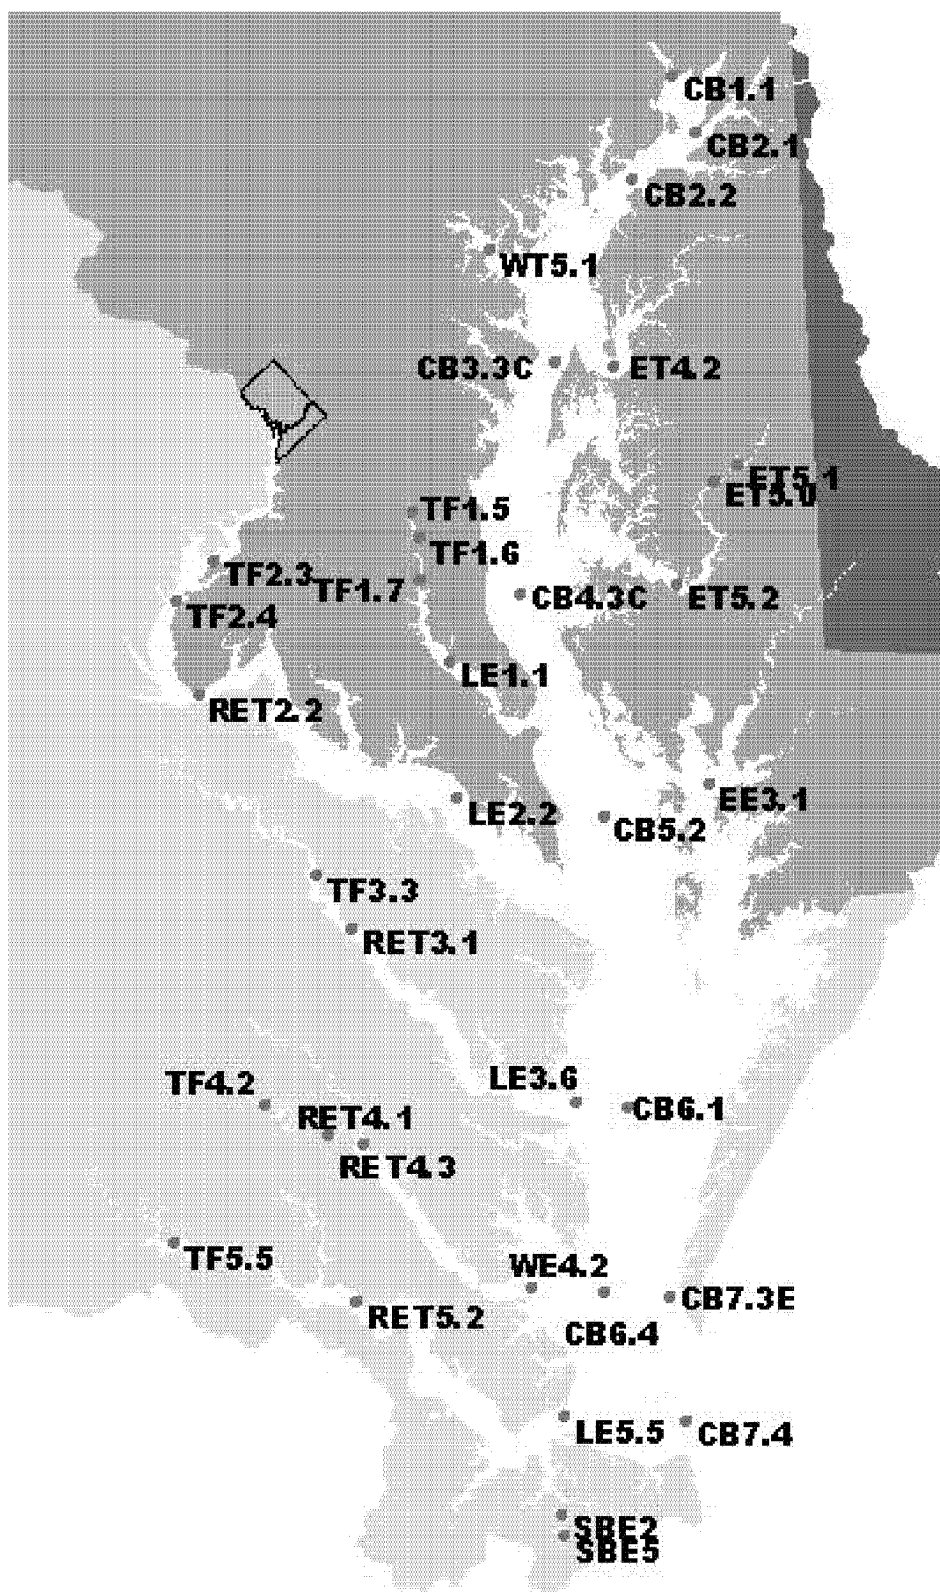 CB1.1
CB2.1
CB2.2
WT5.1
CB3.3C
ET4.2
ET5.1
ET5.0
TF1.5
TF1.6
TF2.3
TF1.7
CB4.3C
ET5.2
TF2.4
LE1.1
RET2.2
EE3.1
LE2.2
CB5.2
TF3.3
RET3.1
TF4.2
LE3.6
CB6.1
RET4.1
RET4.3
TF5.5
WE4.2
CB7.3E
RET5.2
CB6.4
LE5.5
CB7.4
SBE2
SBE5